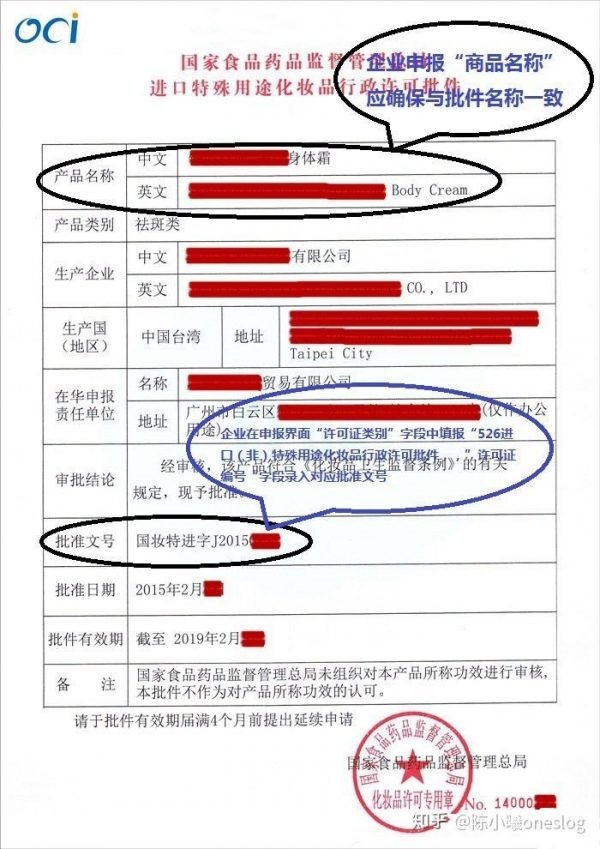 OCI
国家食品药品监督管理总局
进口特殊用途化妆品行政许可批件
企业申报“商品名称”
应确保与批件名称一致
产品名称
中文
身体霜
英文
Body Cream
产品类别
祛斑类
生产企业
中文
有限公司
英文
CO., LTD
生产国
(地区)
中国台湾
地址
Taipei City
在华申报
责任单位
名称
贸易有限公司
地址
广州市白云区
(仅作办公
用途)
企业在申报界面“许可证类别”字段中填报“526进
口（非）特殊用途化妆品行政许可批件
”，“许可证
编号“字段录入对应批准文号
审批结论
经审核，该产品符合《化妆品卫生监督条例》的有关
规定，现予批准
批准文号
国妆特进字J2015
批准日期
2015年2月
批件有效期
截至 2019年2月
备 注
国家食品药品监督管理总局未组织对本产品所称功效进行审核，
本批件不作为对产品所称功效的认可。
请于批件有效期届满4个月前提出延续申请
国家食品药品监督管理总局
国家食品药品监督管理总局
化妆品许可专用章
No. 14000
知乎 @陈小曦oneslog